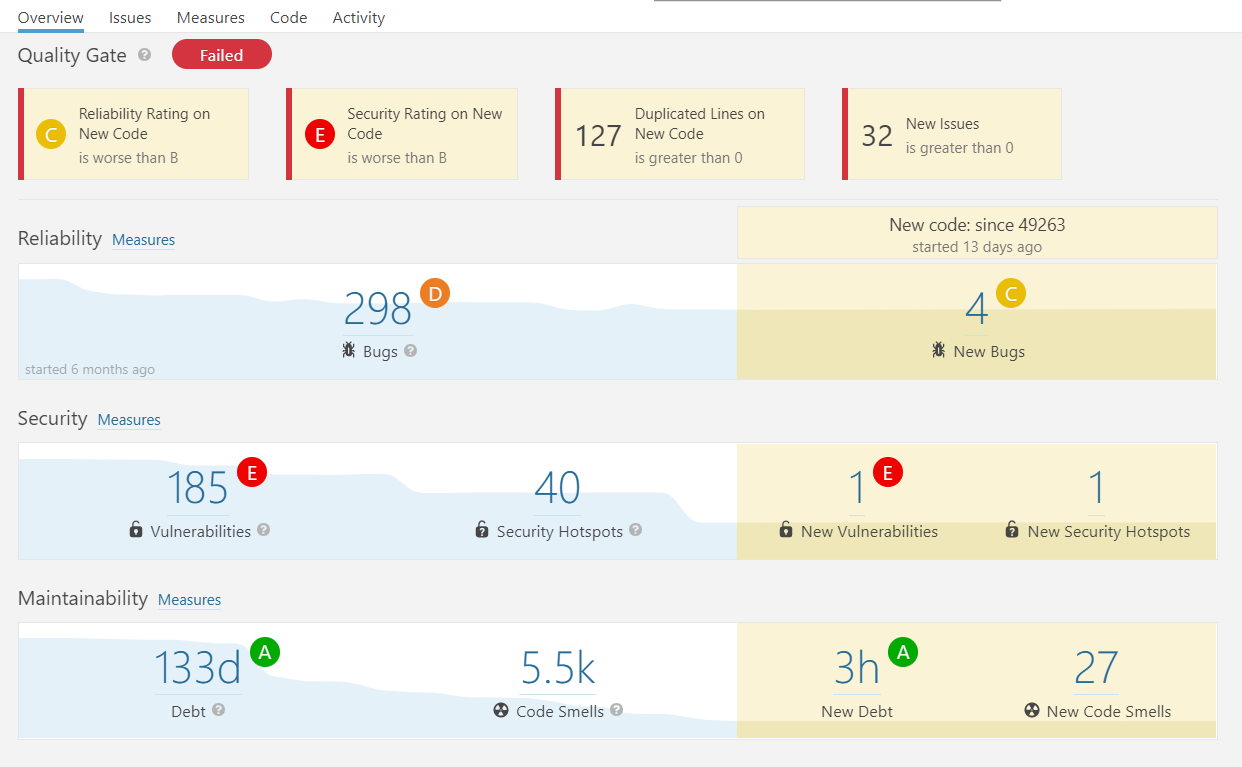 Overview Issues Measures Code Activity
Quality Gate ? Failed
C
Reliability Rating on
New Code
is worse than B
E
Security Rating on New
Code
is worse than B
127
Duplicated Lines on
New Code
is greater than 0
32
New Issues
is greater than 0
Reliability Measures
New code: since 49263
started 13 days ago
298 D
Bugs ?
started 6 months ago
4 C
New Bugs
Security Measures
185 E
Vulnerabilities ?
40
Security Hotspots ?
1 E
New Vulnerabilities
1
New Security Hotspots
Maintainability Measures
133d A
Debt ?
5.5k
Code Smells ?
3h A
New Debt
27
New Code Smells